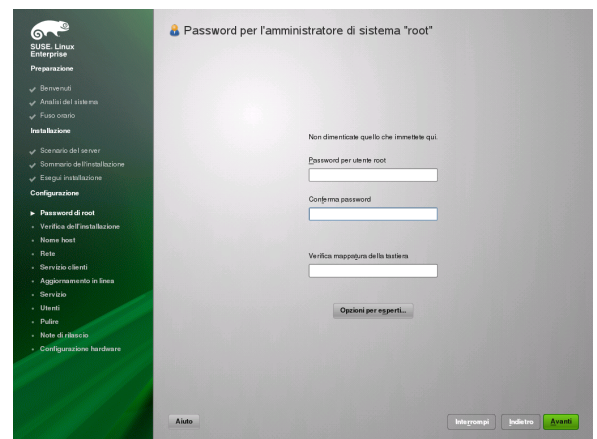 SUSE. Linux
Enterprise
Preparazione
Benvenuti
Analisi del sistema
Fuso orario
Installazione
Scenario del server
Sommario dell'installazione
Esegui installazione
Configurazione
Password di root
Verifica dell'installazione
Nome host
Rete
Servizio clienti
Aggiornamento in linea
Servizio
Utenti
Pulire
Note di rilascio
Configurazione hardware
Password per l'amministratore di sistema "root"
Non dimenticate quello che immettete qui.
Password per utente root
Conferma password
Verifica mappatura della tastiera
Opzioni per esperti...
Aiuto
Interrompi
Indietro
Avanti